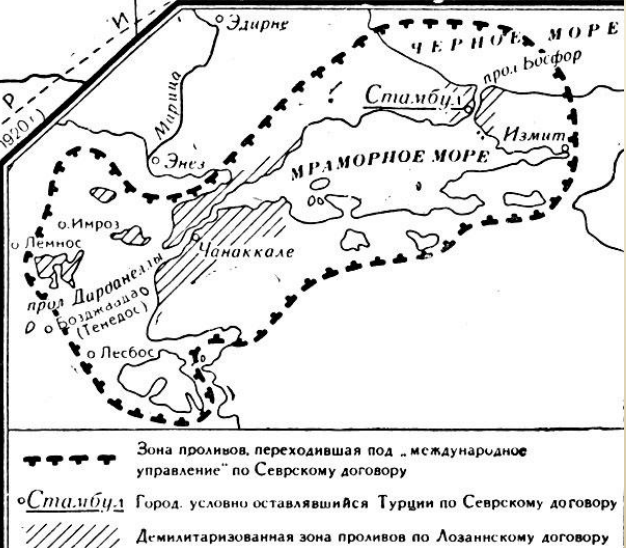 И
Р
1920 г.)
Эдирне
ЧЕРНОЕ МОРЕ
прол Босфор
Марица
Стамбул
Измит
Энез
МРАМОРНОЕ МОРЕ
Имроз
Лемнос
Чанаккале
прол Дарданеллы
Бозджаада
(Тенедос)
Лесбос
Зона проливов, переходившая под „международное
управление" по Севрскому договору
Стамбул Город, условно оставлявшийся Турции по Севрскому договору
Демилитаризованная зона проливов по Лозаннскому договору